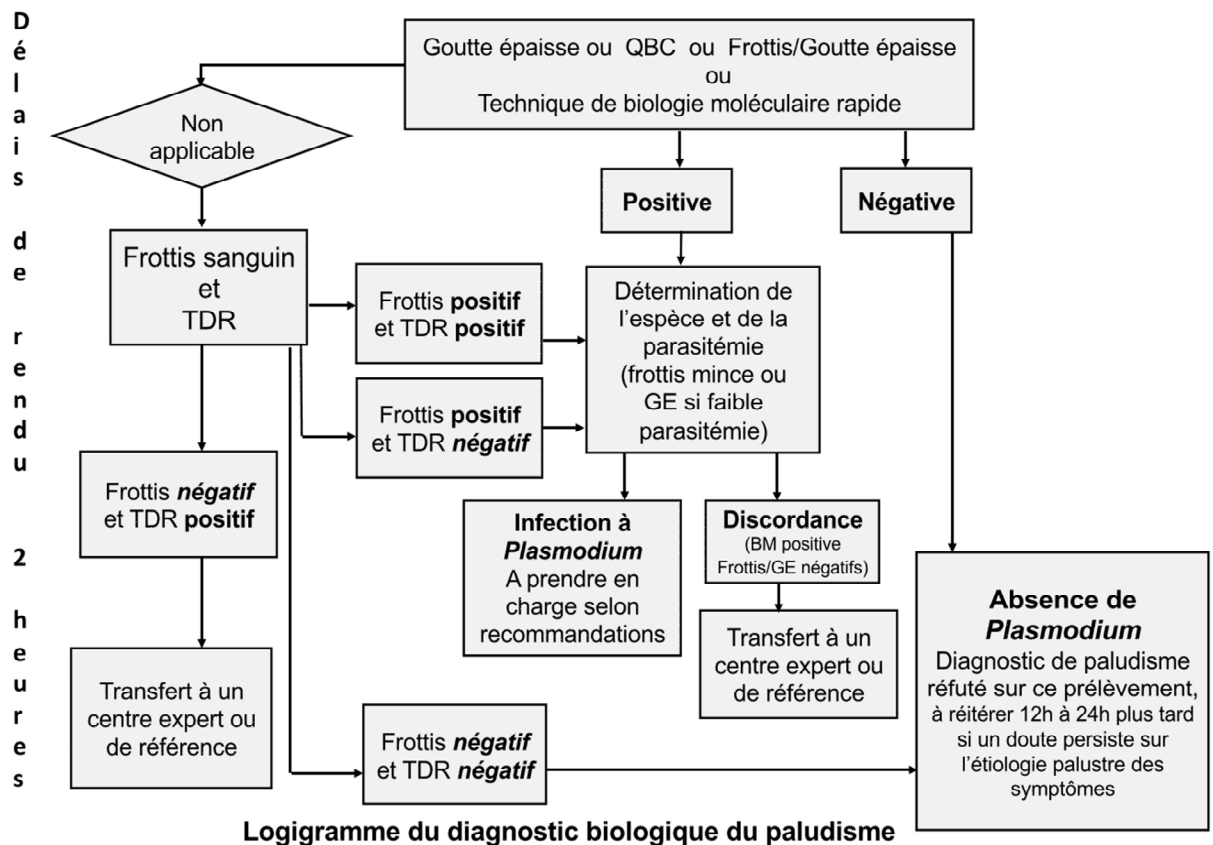 Délais de rendu 2 heures
Goutte épaisse ou QBC ou Frottis/Goutte épaisse
ou
Technique de biologie moléculaire rapide
Non
applicable
Positive
Négative
Frottis sanguin
et
TDR
Frottis positif
et TDR positif
Frottis positif
et TDR négatif
Détermination de
l'espèce et de la
parasitémie
(frottis mince ou
GE si faible
parasitémie)
Frottis négatif
et TDR positif
Infection à
Plasmodium
A prendre en
charge selon
recommandations
Discordance
(BM positive
Frottis/GE négatifs)
Transfert à un
centre expert ou
de référence
Transfert à un
centre expert ou
de référence
Absence de
Plasmodium
Diagnostic de paludisme
réfuté sur ce prélèvement,
à réitérer 12h à 24h plus tard
si un doute persiste sur
l'étiologie palustre des
symptômes
Frottis négatif
et TDR négatif
Logigramme du diagnostic biologique du paludisme